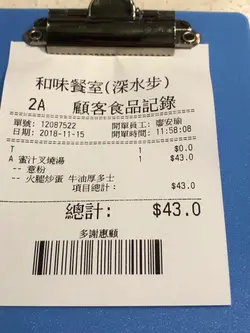 和味餐室(深水步)
2A 顧客食品記錄
單號: 12087522 開單員工: 廖安瑜
日期: 2018-11-15 開單時間: 11:58:08
T $0.0
A 蜜汁叉燒湯 1 $43.0
-- 意粉
-- 火腿炒蛋 牛油厚多士
項目總計: $43.0
總計: $43.0
多謝惠顧